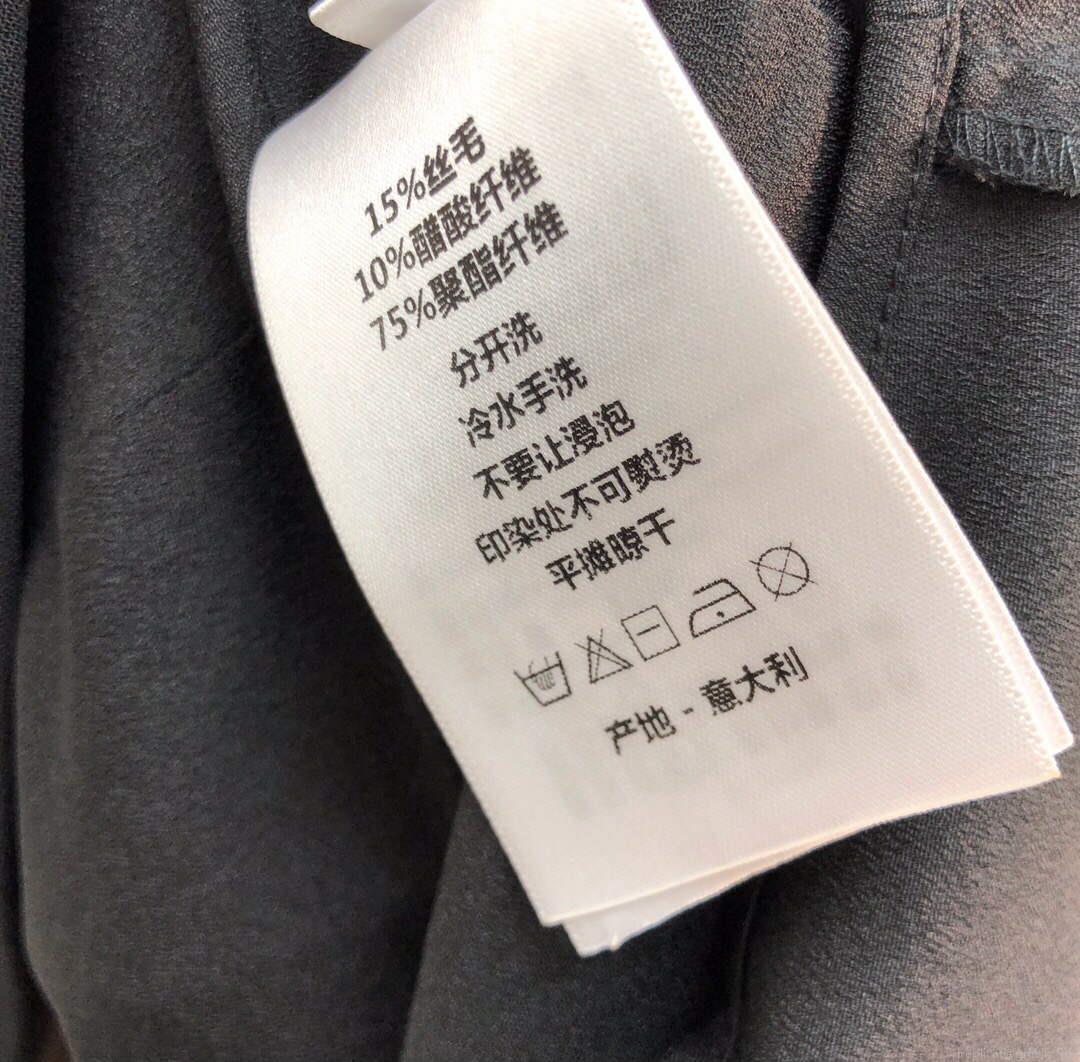 15%丝毛
10%醋酸纤维
75%聚酯纤维
分开洗
冷水手洗
不要让浸泡
印染处不可熨烫
平摊晾干
产地 - 意大利